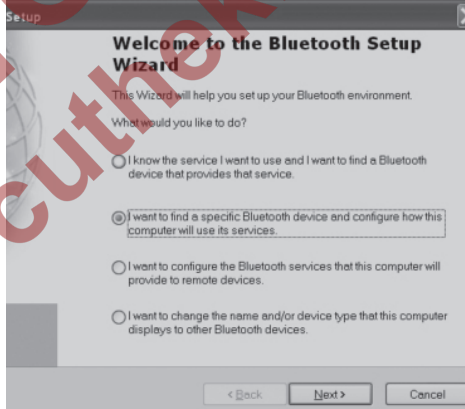 Setup
Welcome to the Bluetooth Setup
Wizard
This Wizard will help you set up your Bluetooth environment.
What would you like to do?
I know the service I want to use and I want to find a Bluetooth
device that provides that service.
I want to find a specific Bluetooth device and configure how this
computer will use its services.
I want to configure the Bluetooth services that this computer will
provide to remote devices.
I want to change the name and/or device type that this computer
displays to other Bluetooth devices.
< Back
Next >
Cancel